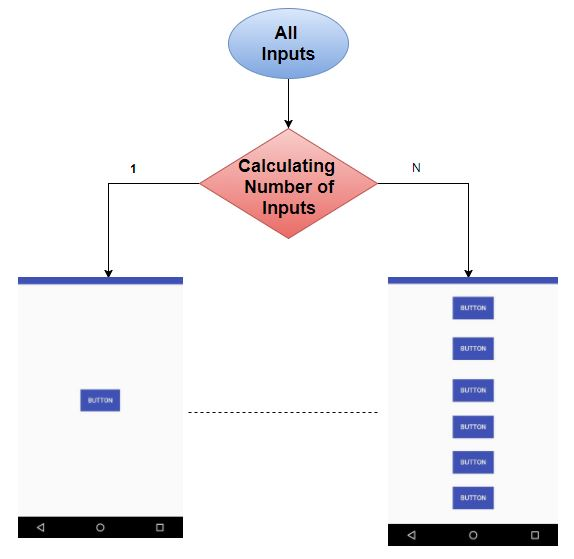 All
Inputs
Calculating
Number of
Inputs
1
N
BUTTON
BUTTON
BUTTON
BUTTON
BUTTON
BUTTON
BUTTON